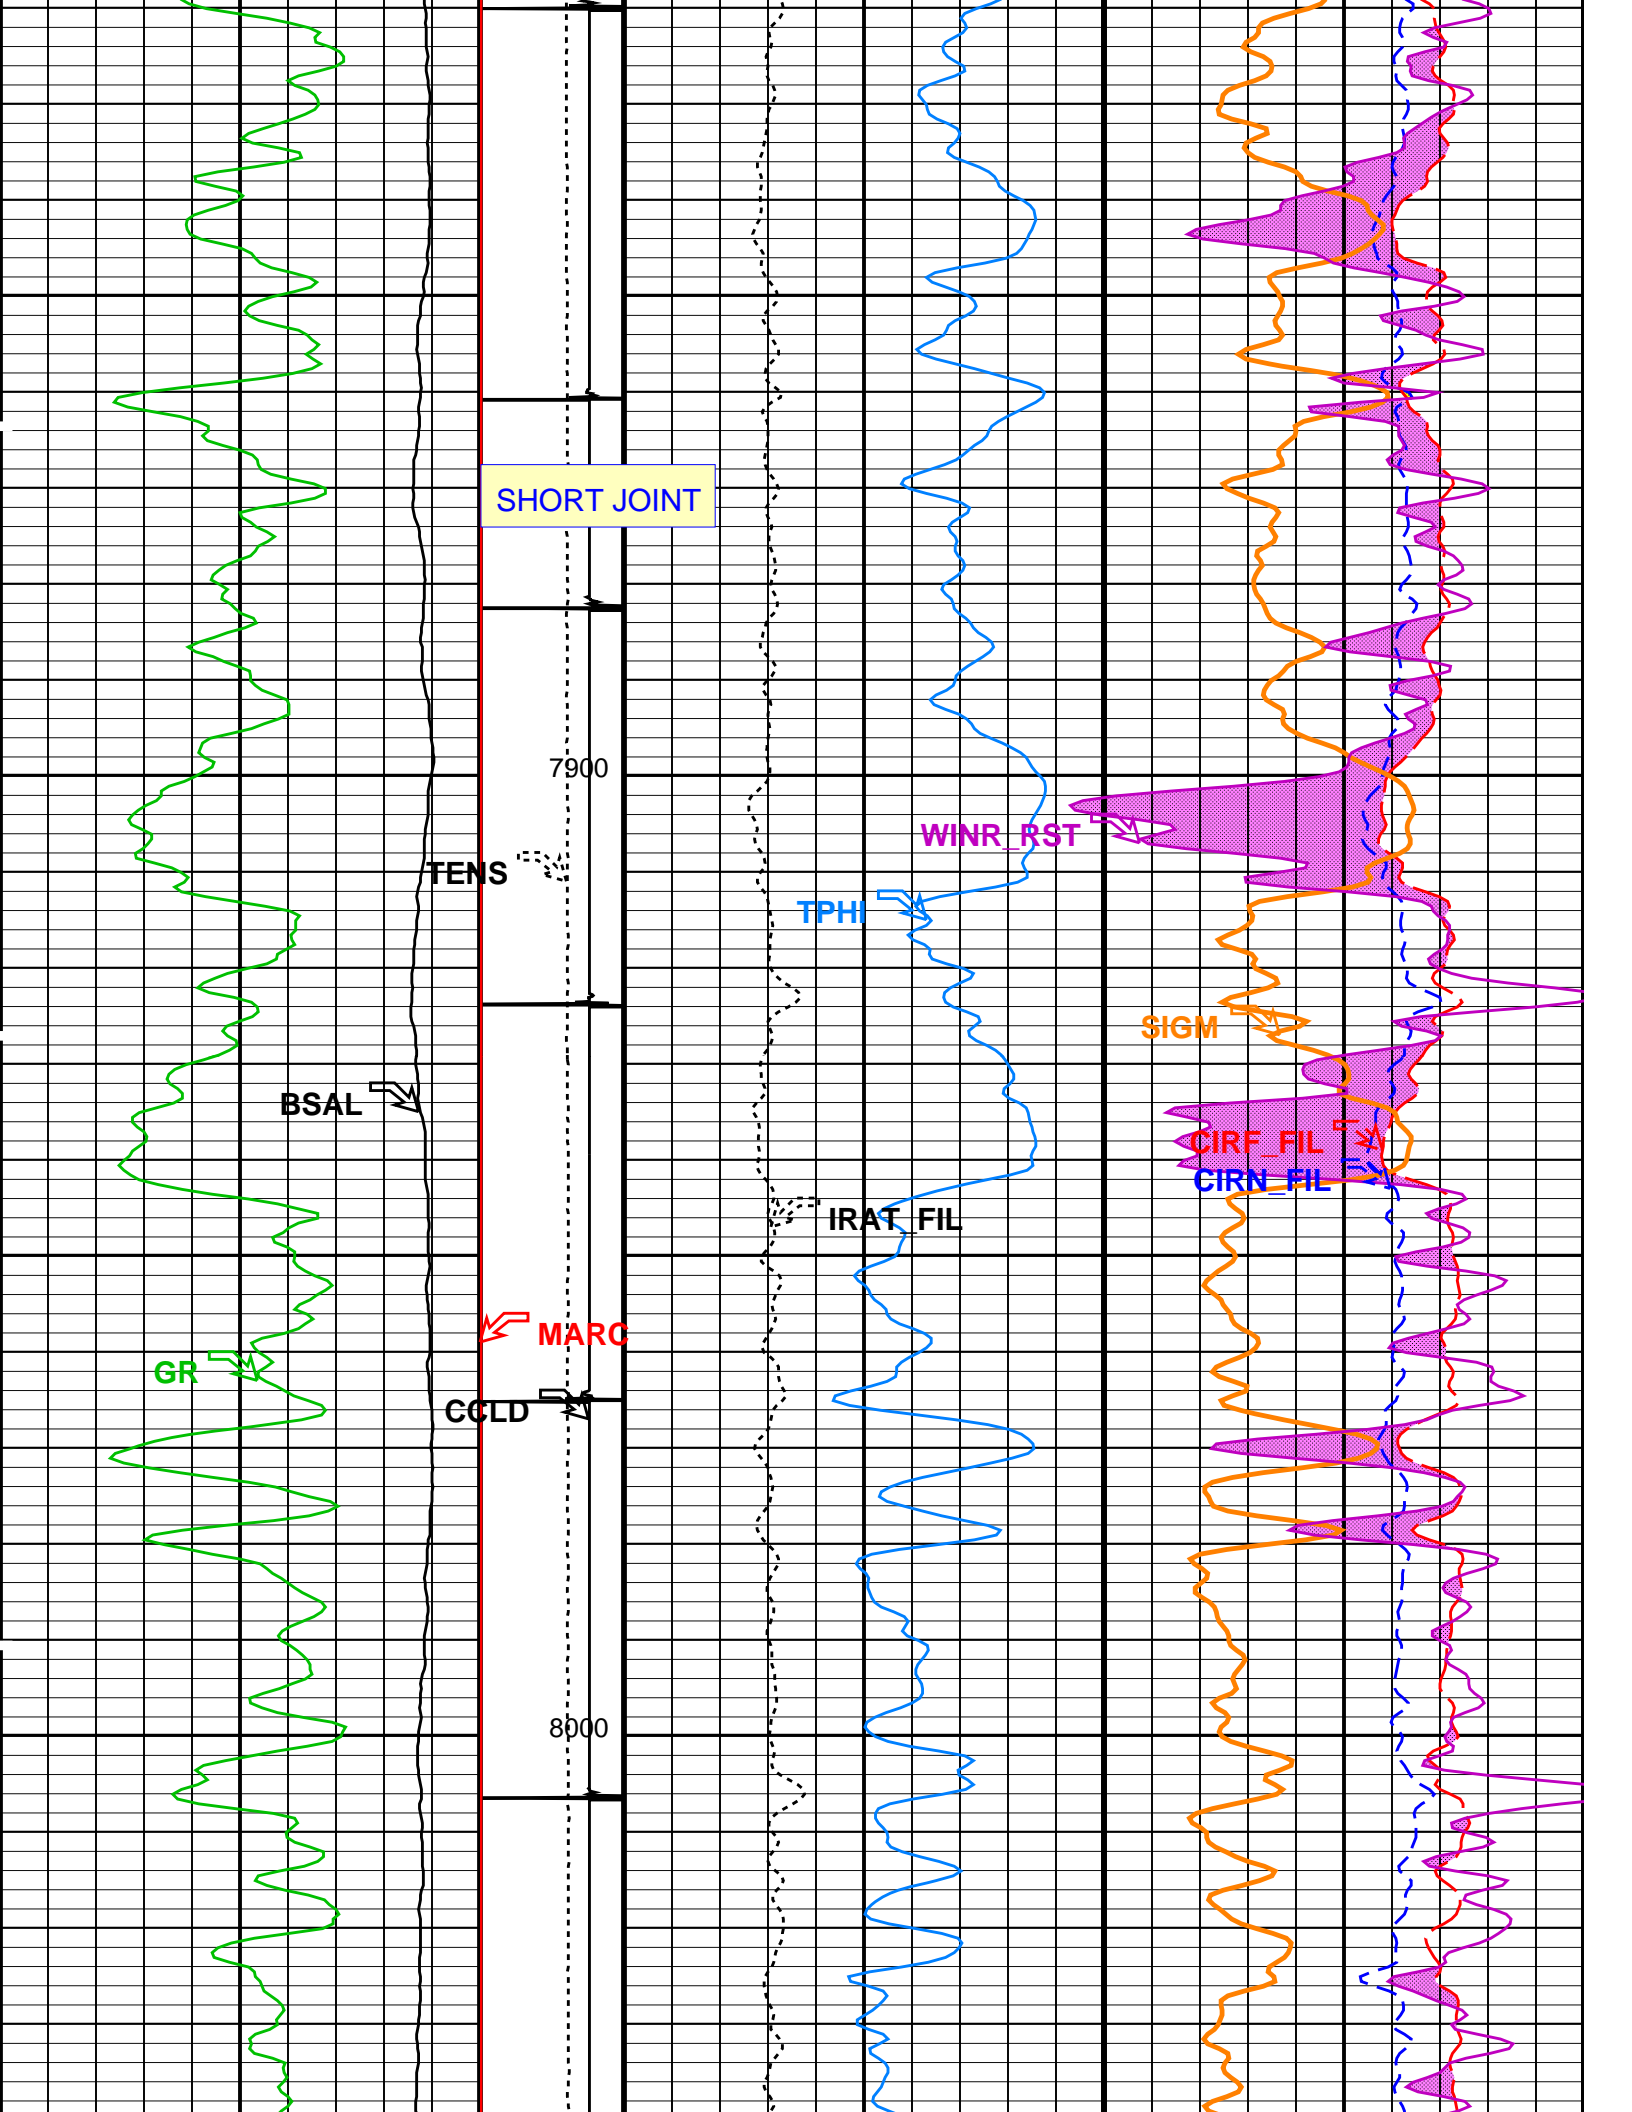 SHORT JOINT
7900
WINR_RST
TENS
TPHI
SIGM
BSAL
CIRF_FIL
CIRN_FIL
IRAT_FIL
MARC
GR
CCLD
8000